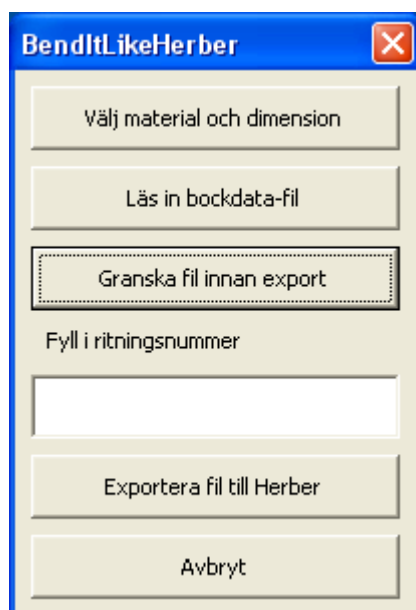 BendItLikeHerber
Välj material och dimension
Läs in bockdata-fil
Granska fil innan export
Fyll i ritningsnummer
Exportera fil till Herber
Avbryt